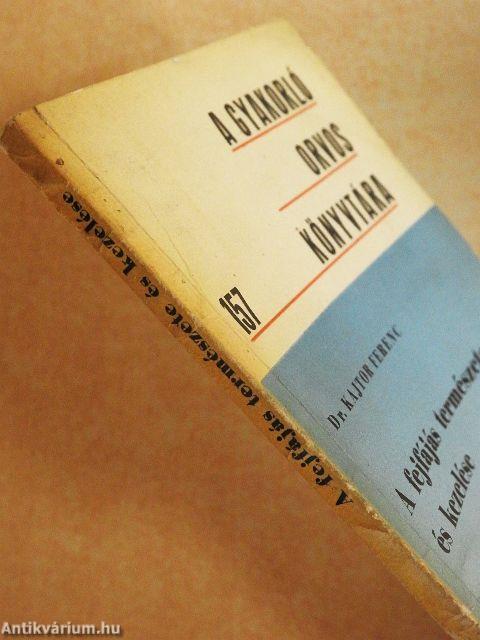 A GYAKORLÓ
ORVOS
KÖNYVTÁRA
157
Dr. KAJTOR FERENC
A fejfájás természete
és kezelése
A fejfájás természete és kezelése
Antikvárium.hu